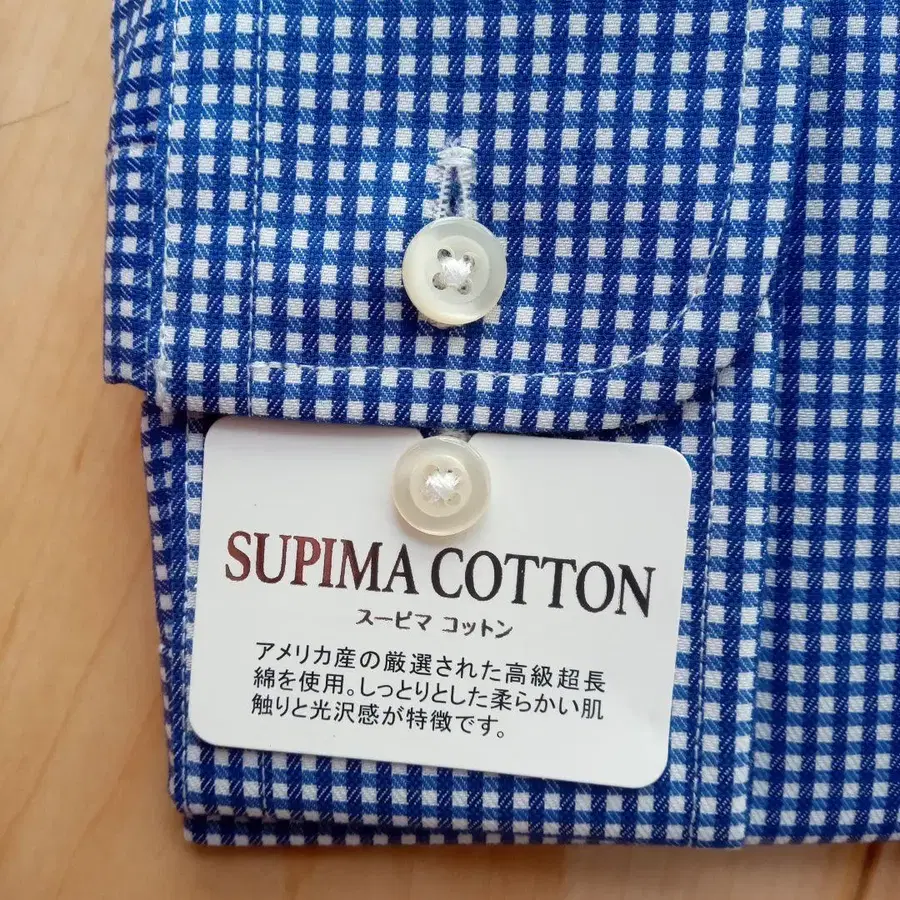 SUPIMA COTTON
スーピマ コットン
アメリカ産の厳選された高級超長
綿を使用。しっとりとした柔らかい肌
触りと光沢感が特徴です。